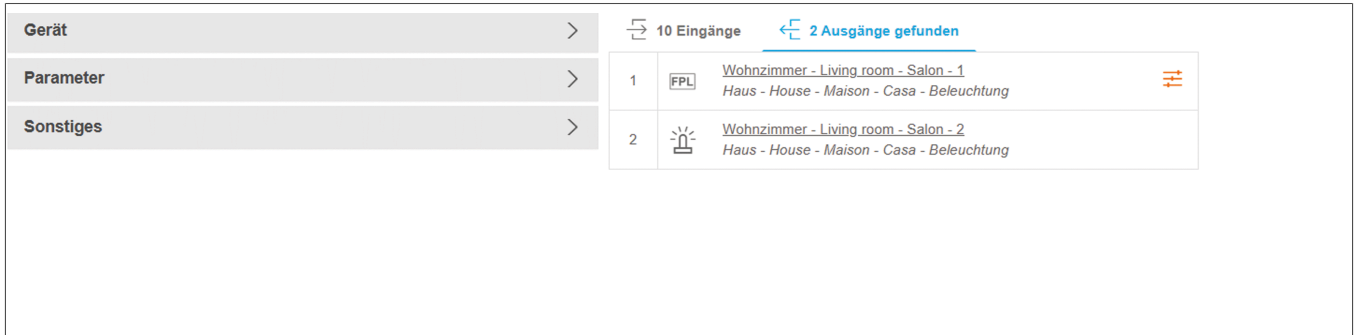 Gerät
Parameter
Sonstiges
10 Eingänge
2 Ausgänge gefunden
1
FPL
Wohnzimmer - Living room - Salon - 1
Haus - House - Maison - Casa - Beleuchtung
2
Wohnzimmer - Living room - Salon - 2
Haus - House - Maison - Casa - Beleuchtung